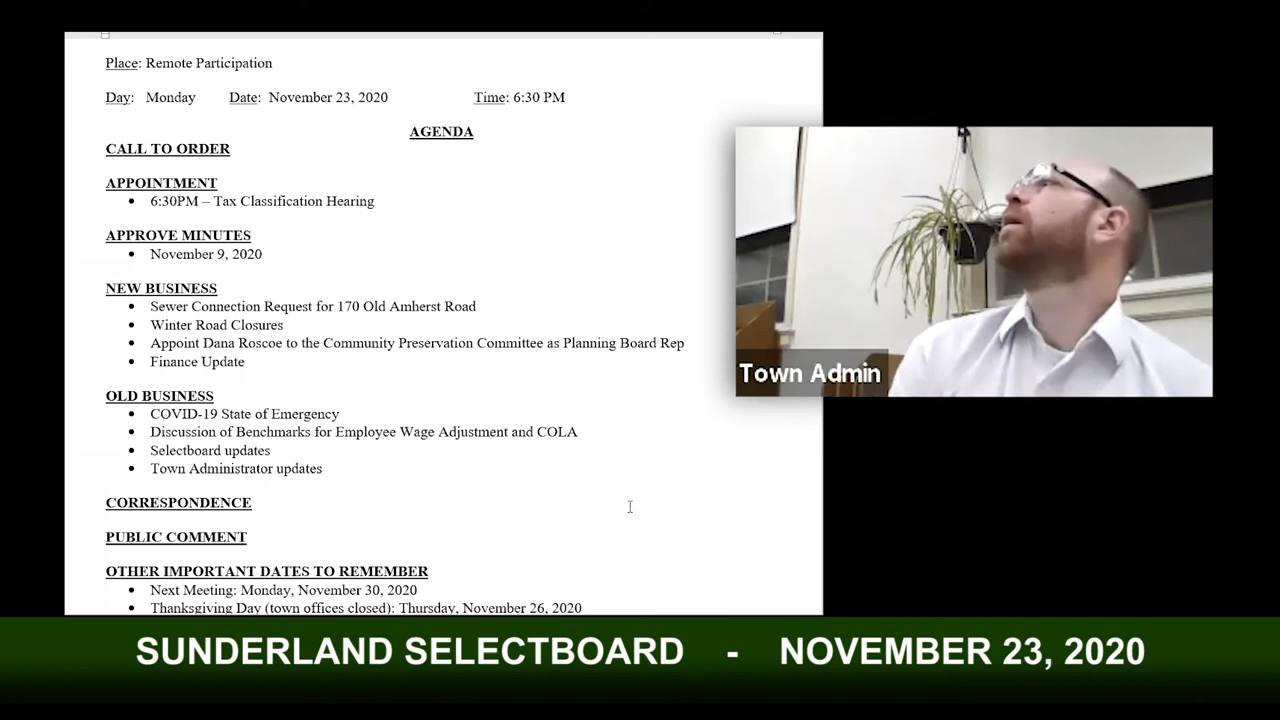 Place: Remote Participation
Day: Monday Date: November 23, 2020 Time: 6:30 PM
AGENDA
CALL TO ORDER
APPOINTMENT
• 6:30PM – Tax Classification Hearing
APPROVE MINUTES
• November 9, 2020
NEW BUSINESS
• Sewer Connection Request for 170 Old Amherst Road
• Winter Road Closures
• Appoint Dana Roscoe to the Community Preservation Committee as Planning Board Rep
• Finance Update
OLD BUSINESS
• COVID-19 State of Emergency
• Discussion of Benchmarks for Employee Wage Adjustment and COLA
• Selectboard updates
• Town Administrator updates
CORRESPONDENCE
PUBLIC COMMENT
OTHER IMPORTANT DATES TO REMEMBER
• Next Meeting: Monday, November 30, 2020
• Thanksgiving Day (town offices closed): Thursday, November 26, 2020
Town Admin
SUNDERLAND SELECTBOARD - NOVEMBER 23, 2020